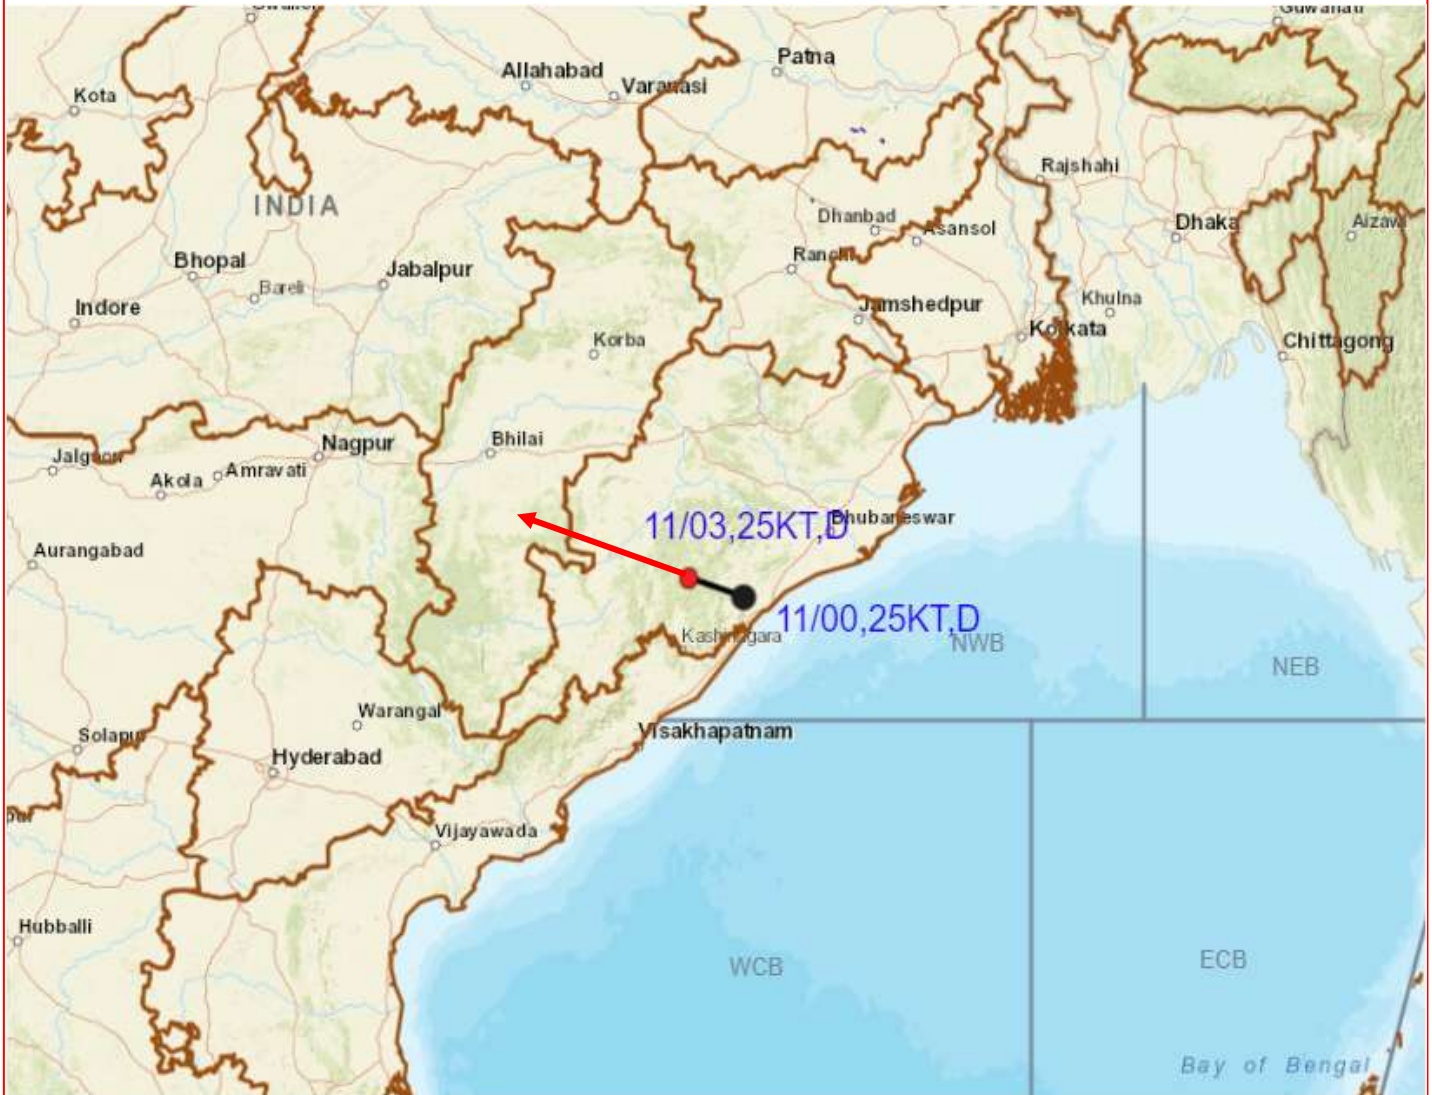 Patna
Allahabad
Varanasi
Kota
Rajshahi
INDIA
Dhanbad
Asansol
Dhaka
Ranchi
Bhopal
Jabalpur
Bareli
Indore
Jamshedpur
Khulna
Kolkata
Korba
Chittagong
Nagpur
Bhilai
Akola
Amravati
11/03,25KT,D
Bhubaneswar
Aurangabad
11/00,25KT,D
NWB
NEB
Warangal
Visakhapatnam
Solapur
Hyderabad
Vijayawada
Hubballi
WCB
ECB
Bay of Bengal